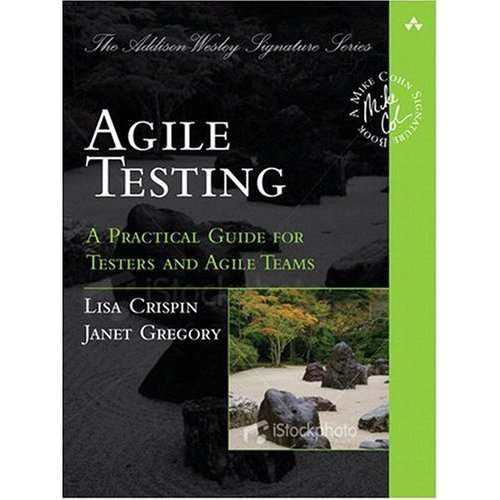 The Addison-Wesley Signature Series
A MIKE COHN SIGNATURE BOOK
Mike Cohn
AGILE
TESTING
A PRACTICAL GUIDE FOR
TESTERS AND AGILE TEAMS
iStockphoto
LISA CRISPIN
JANET GREGORY
iStockphoto